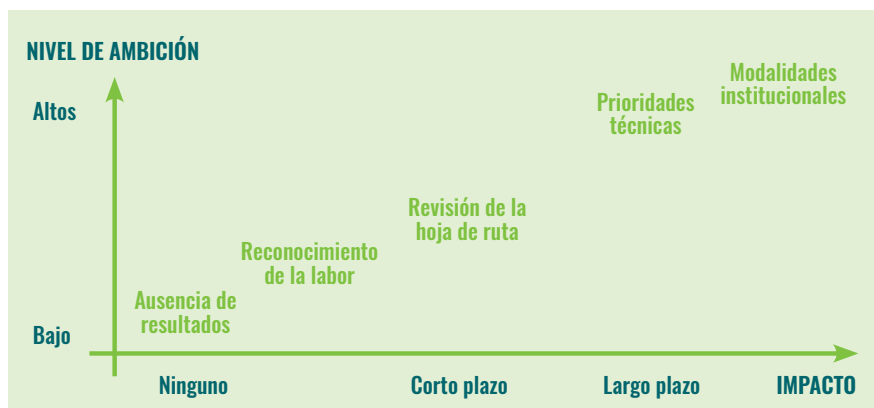 NIVEL DE AMBICIÓN
Altos
Modalidades
institucionales
Prioridades
técnicas
Revisión de la
hoja de ruta
Reconocimiento
de la labor
Ausencia de
resultados
Bajo
Ninguno
Corto plazo
Largo plazo
IMPACTO